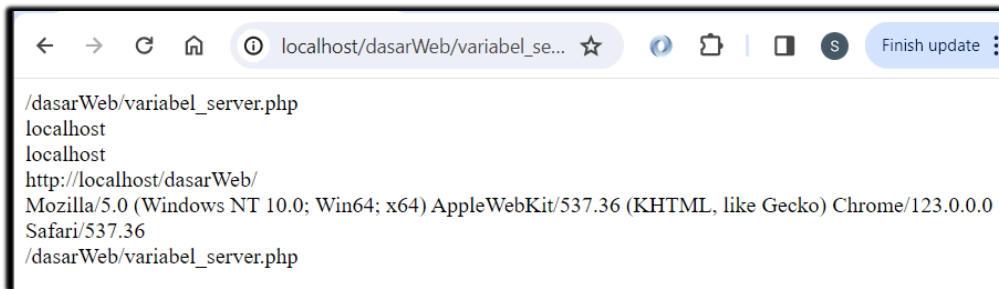 localhost/dasarWeb/variabel_se...
S
Finish update
/dasarWeb/variabel_server.php
localhost
localhost
http://localhost/dasarWeb/
Mozilla/5.0 (Windows NT 10.0; Win64; x64) AppleWebKit/537.36 (KHTML, like Gecko) Chrome/123.0.0.0
Safari/537.36
/dasarWeb/variabel_server.php